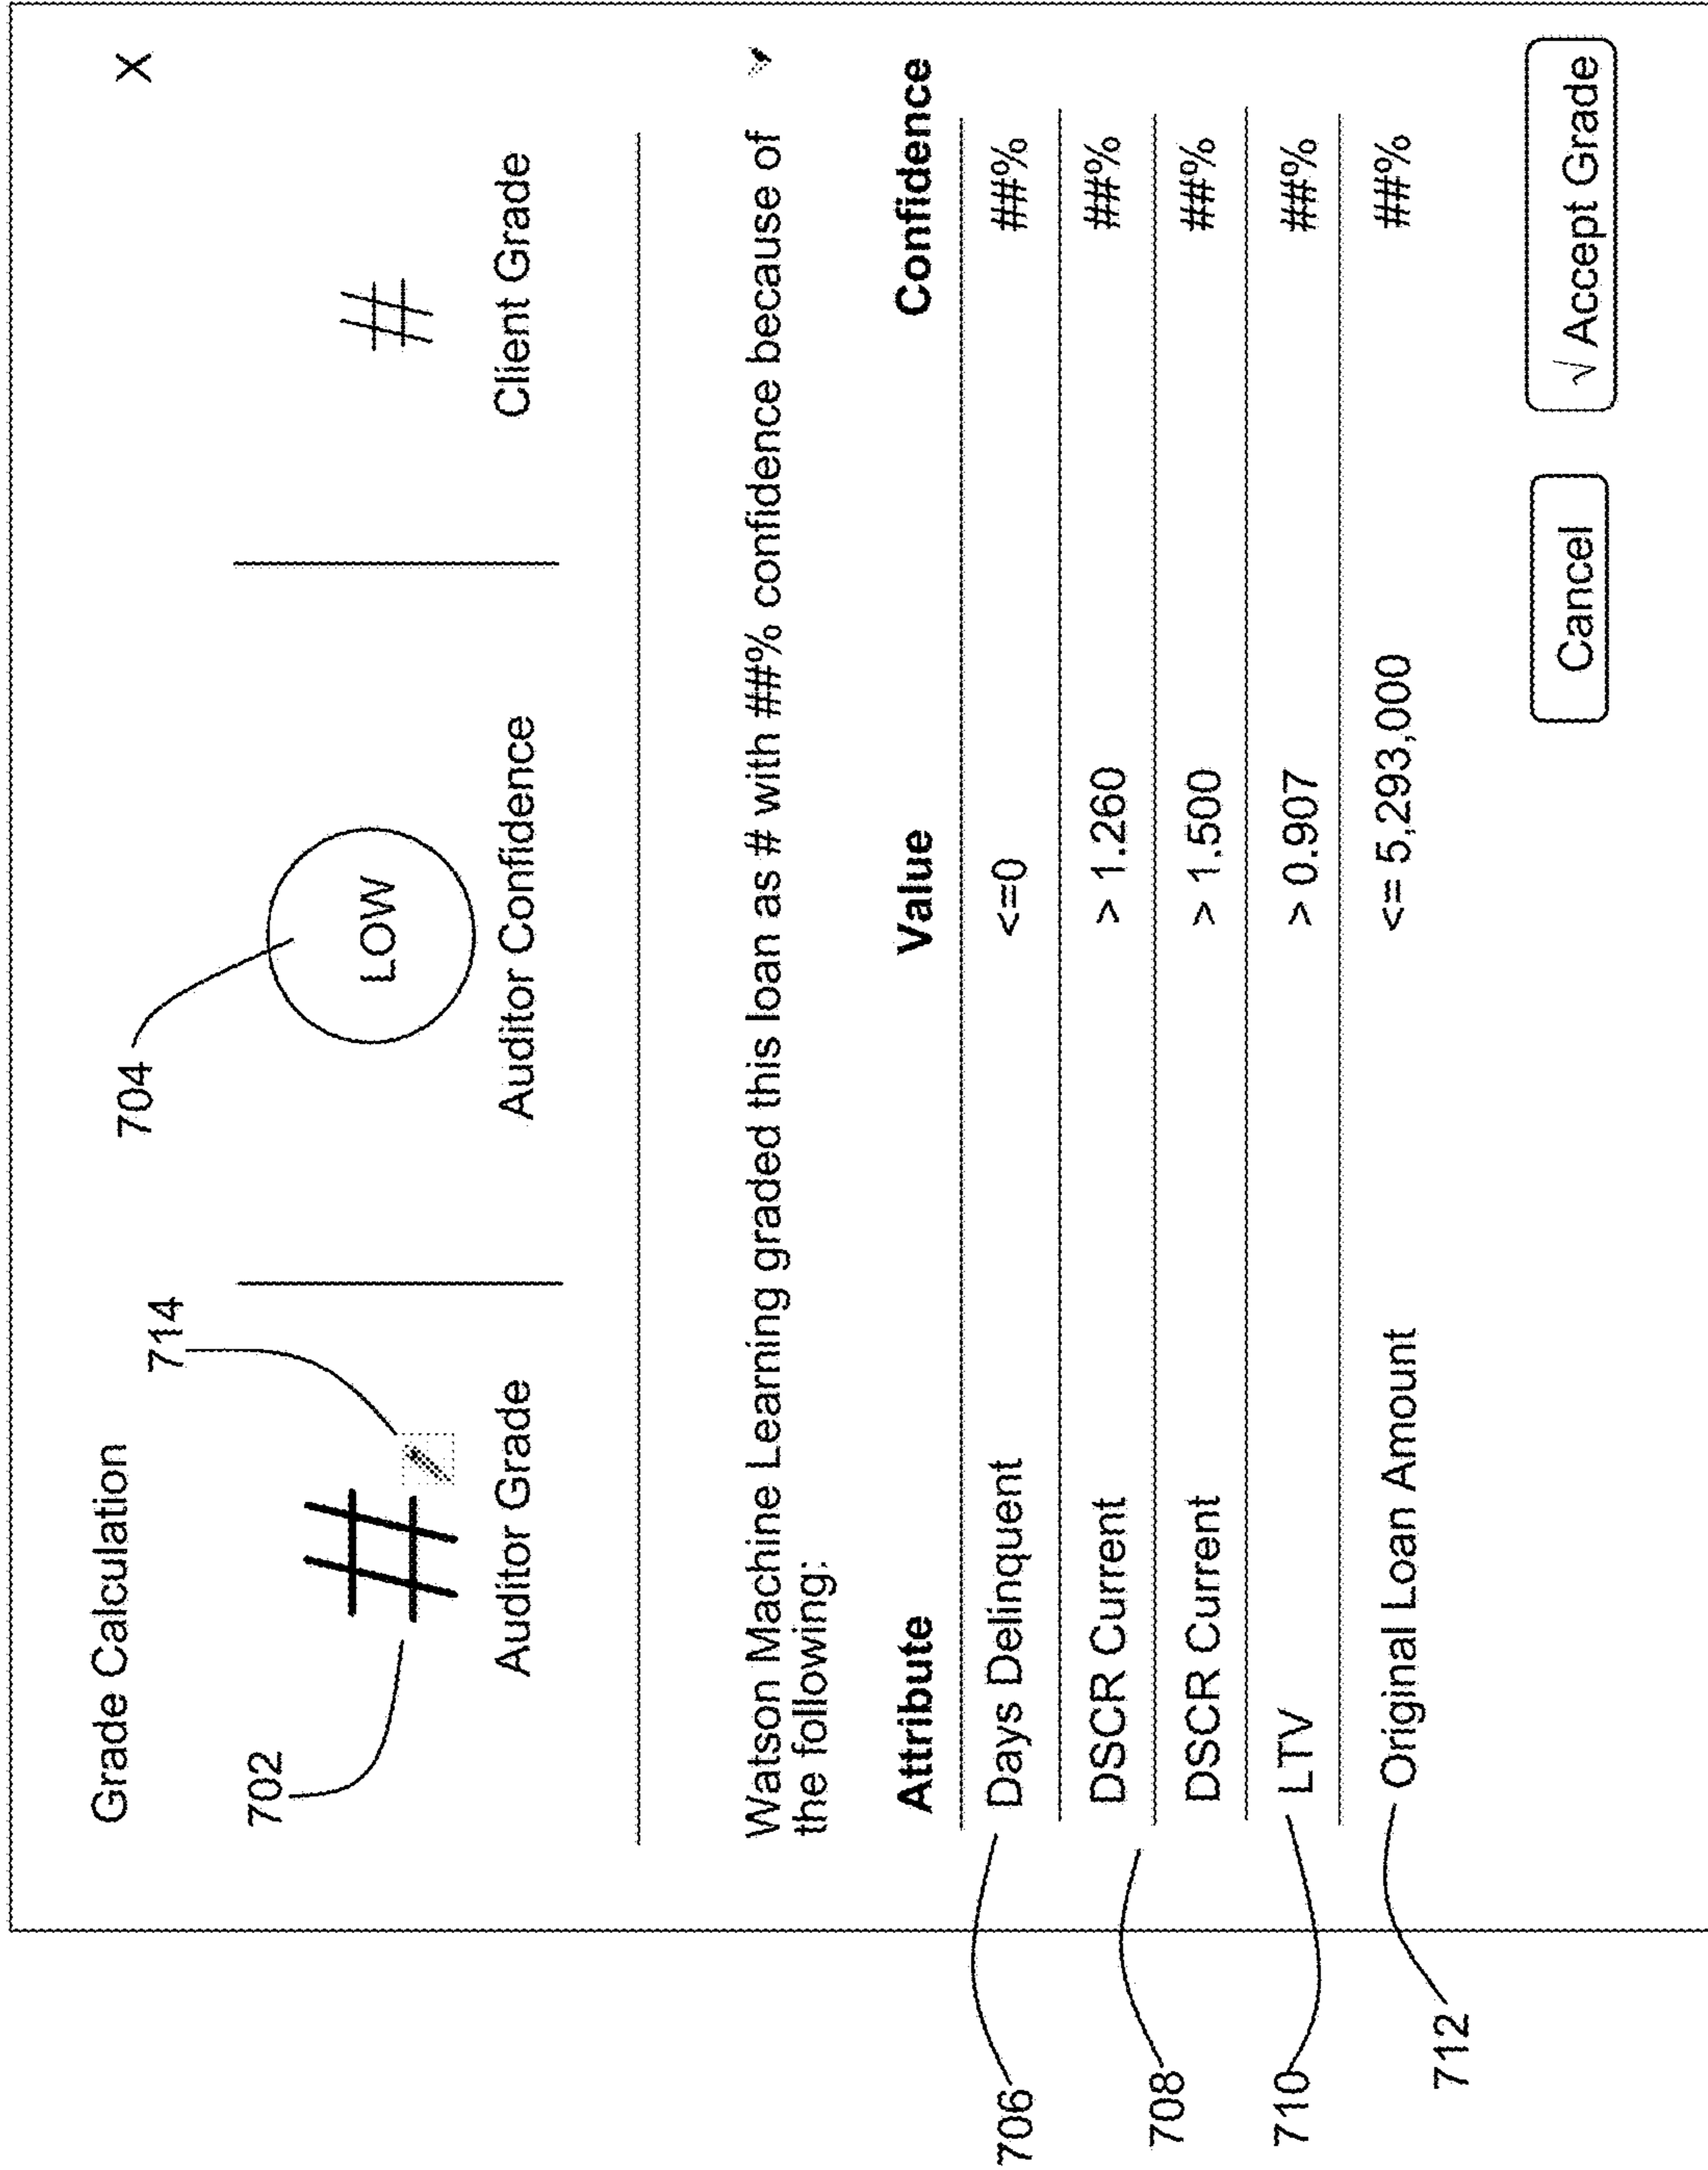 Grade Calculation X
702
714
704
#
LOW
#
Auditor Grade
Auditor Confidence
Client Grade
Watson Machine Learning graded this loan as # with ##% confidence because of
the following:
Attribute Value Confidence
706 Days Delinquent <=0 ##%
708 DSCR Current > 1.260 ##%
DSCR Current > 1.500 ##%
710 LTV > 0.907 ##%
712 Original Loan Amount <= 5,293,000 ##%
Cancel √ Accept Grade